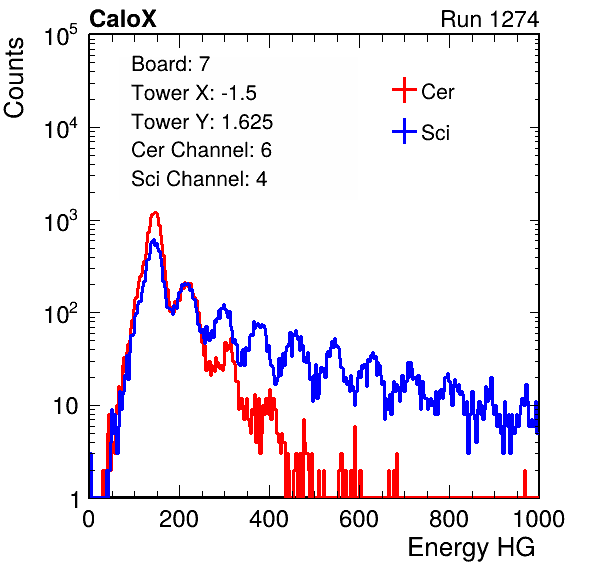 CaloX Run 1274
Counts
10^5
10^4
10^3
10^2
10
1
Board: 7
Tower X: -1.5
Tower Y: 1.625
Cer Channel: 6
Sci Channel: 4
Cer
Sci
0 200 400 600 800 1000
Energy HG